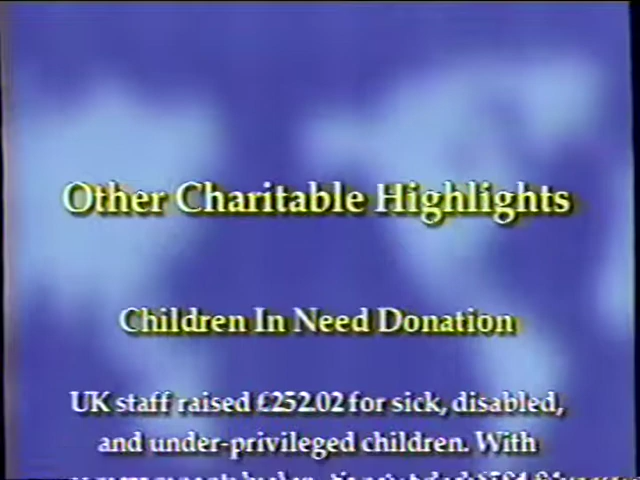 Other Charitable Highlights
Children In Need Donation
UK staff raised £252.02 for sick, disabled,
and under-privileged children. With